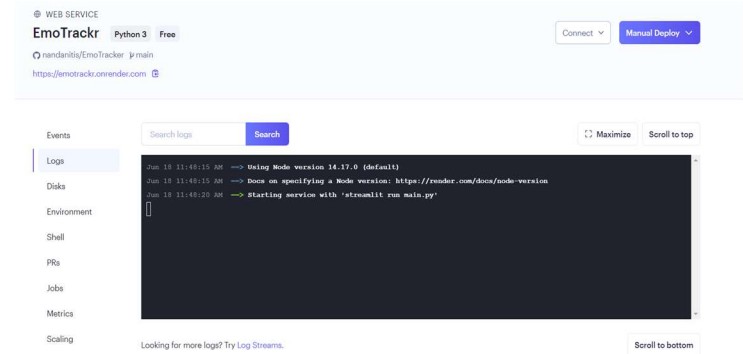 WEB SERVICE
EmoTrackr Python 3 Free
Connect Manual Deploy
nandanitis/EmoTracker main
https://emotrackr.onrender.com
Events
Search logs Search Maximize Scroll to top
Logs
Jun 18 11:48:15 AM ==> Using Node version 14.17.0 (default)
Jun 18 11:48:15 AM ==> Docs on specifying a Node version: https://render.com/docs/node-version
Jun 18 11:48:20 AM ==> Starting service with 'streamlit run main.py'
Disks
Environment
Shell
PRs
Jobs
Metrics
Scaling
Looking for more logs? Try Log Streams.
Scroll to bottom